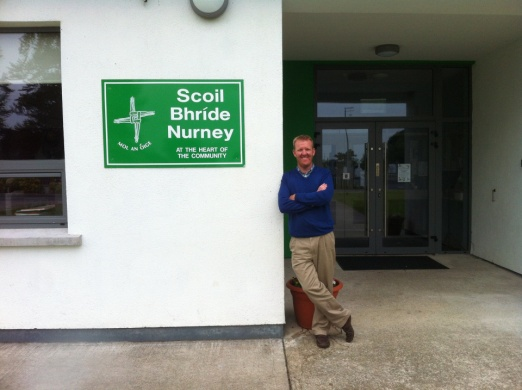 Scoil
Bhríde
Nurney
AT THE HEART OF
THE COMMUNITY